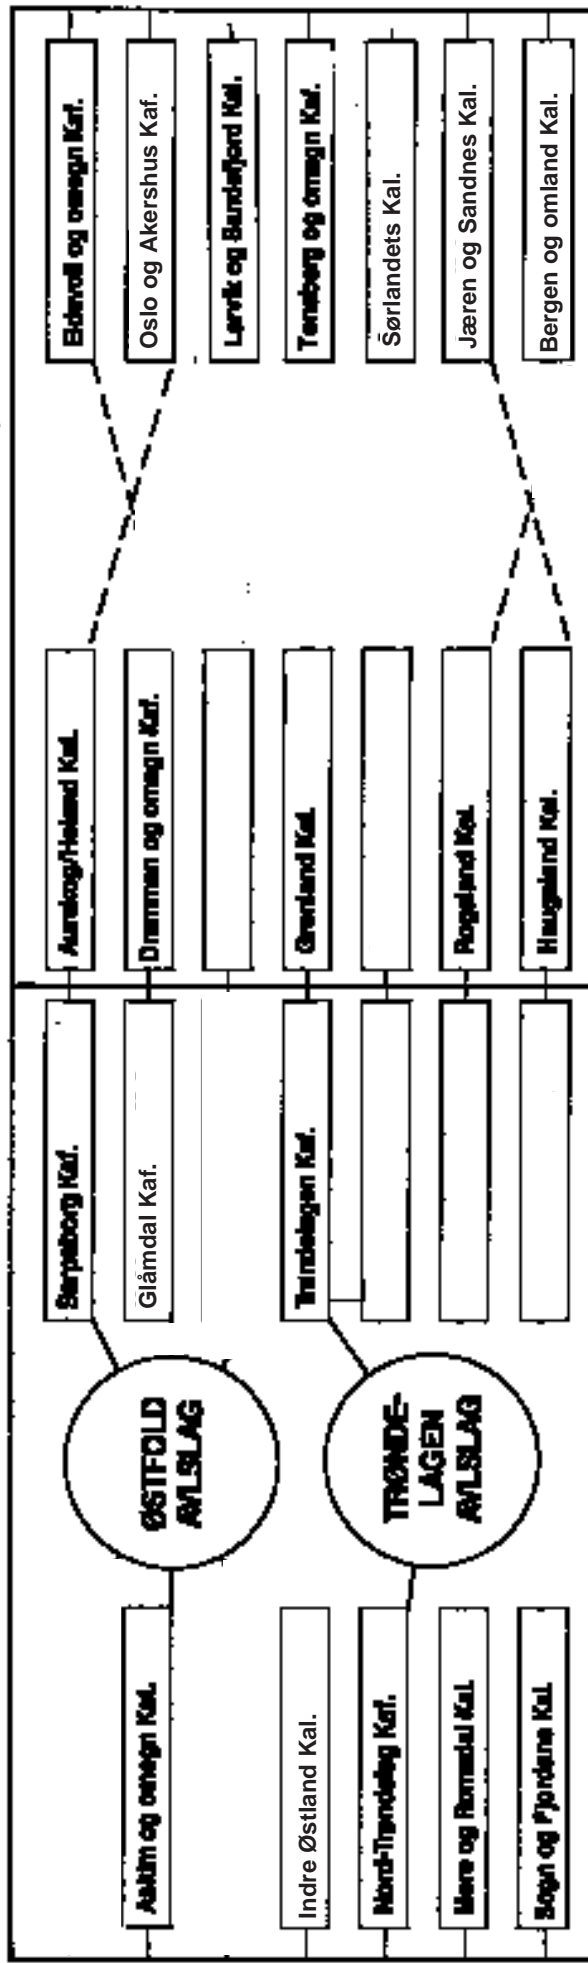 Eidsvoll og omegn Kaf.
Oslo og Akershus Kaf.
Larvik og Sandefjord Kal.
Tønsberg og omegn Kaf.
Sørlandets Kal.
Jæren og Sandnes Kal.
Bergen og omland Kal.
Aurskog/Høland Kal.
Drammen og omegn Kaf.
Grenland Kal.
Rogaland Kal.
Haugaland Kal.
Sarpsborg Kaf.
Glåmdal Kaf.
Trøndelagen Kaf.
ØSTFOLD
AVLSLAG
TRØNDE-
LAGEN
AVLSLAG
Askim og omegn Kal.
Indre Østland Kal.
Nord-Trøndelag Kaf.
Møre og Romsdal Kal.
Sogn og Fjordane Kal.